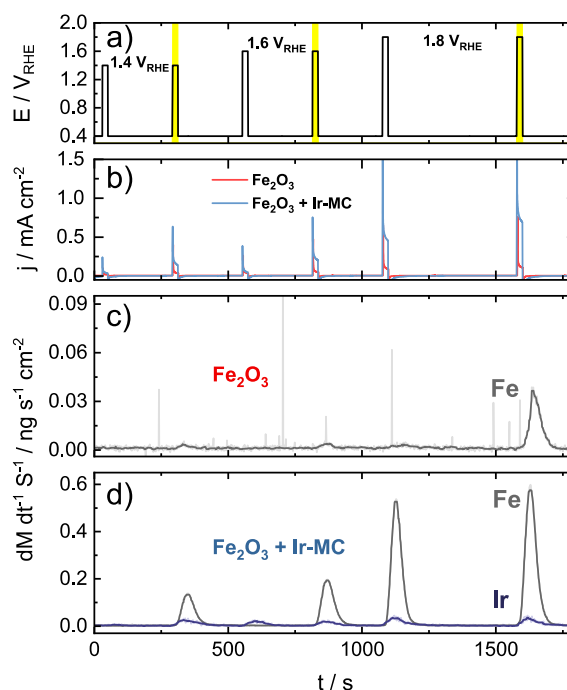 a)
E / V_RHE
2.0
1.6
1.2
0.8
0.4
1.4 V_RHE
1.6 V_RHE
1.8 V_RHE
b)
j / mA cm⁻²
1.5
1.0
0.5
0.0
Fe₂O₃
Fe₂O₃ + Ir-MC
c)
dM dt⁻¹ S⁻¹ / ng s⁻¹ cm⁻²
0.09
0.06
0.03
0.00
Fe₂O₃
Fe
d)
0.6
0.4
0.2
0.0
Fe₂O₃ + Ir-MC
Fe
Ir
0 500 1000 1500
t / s